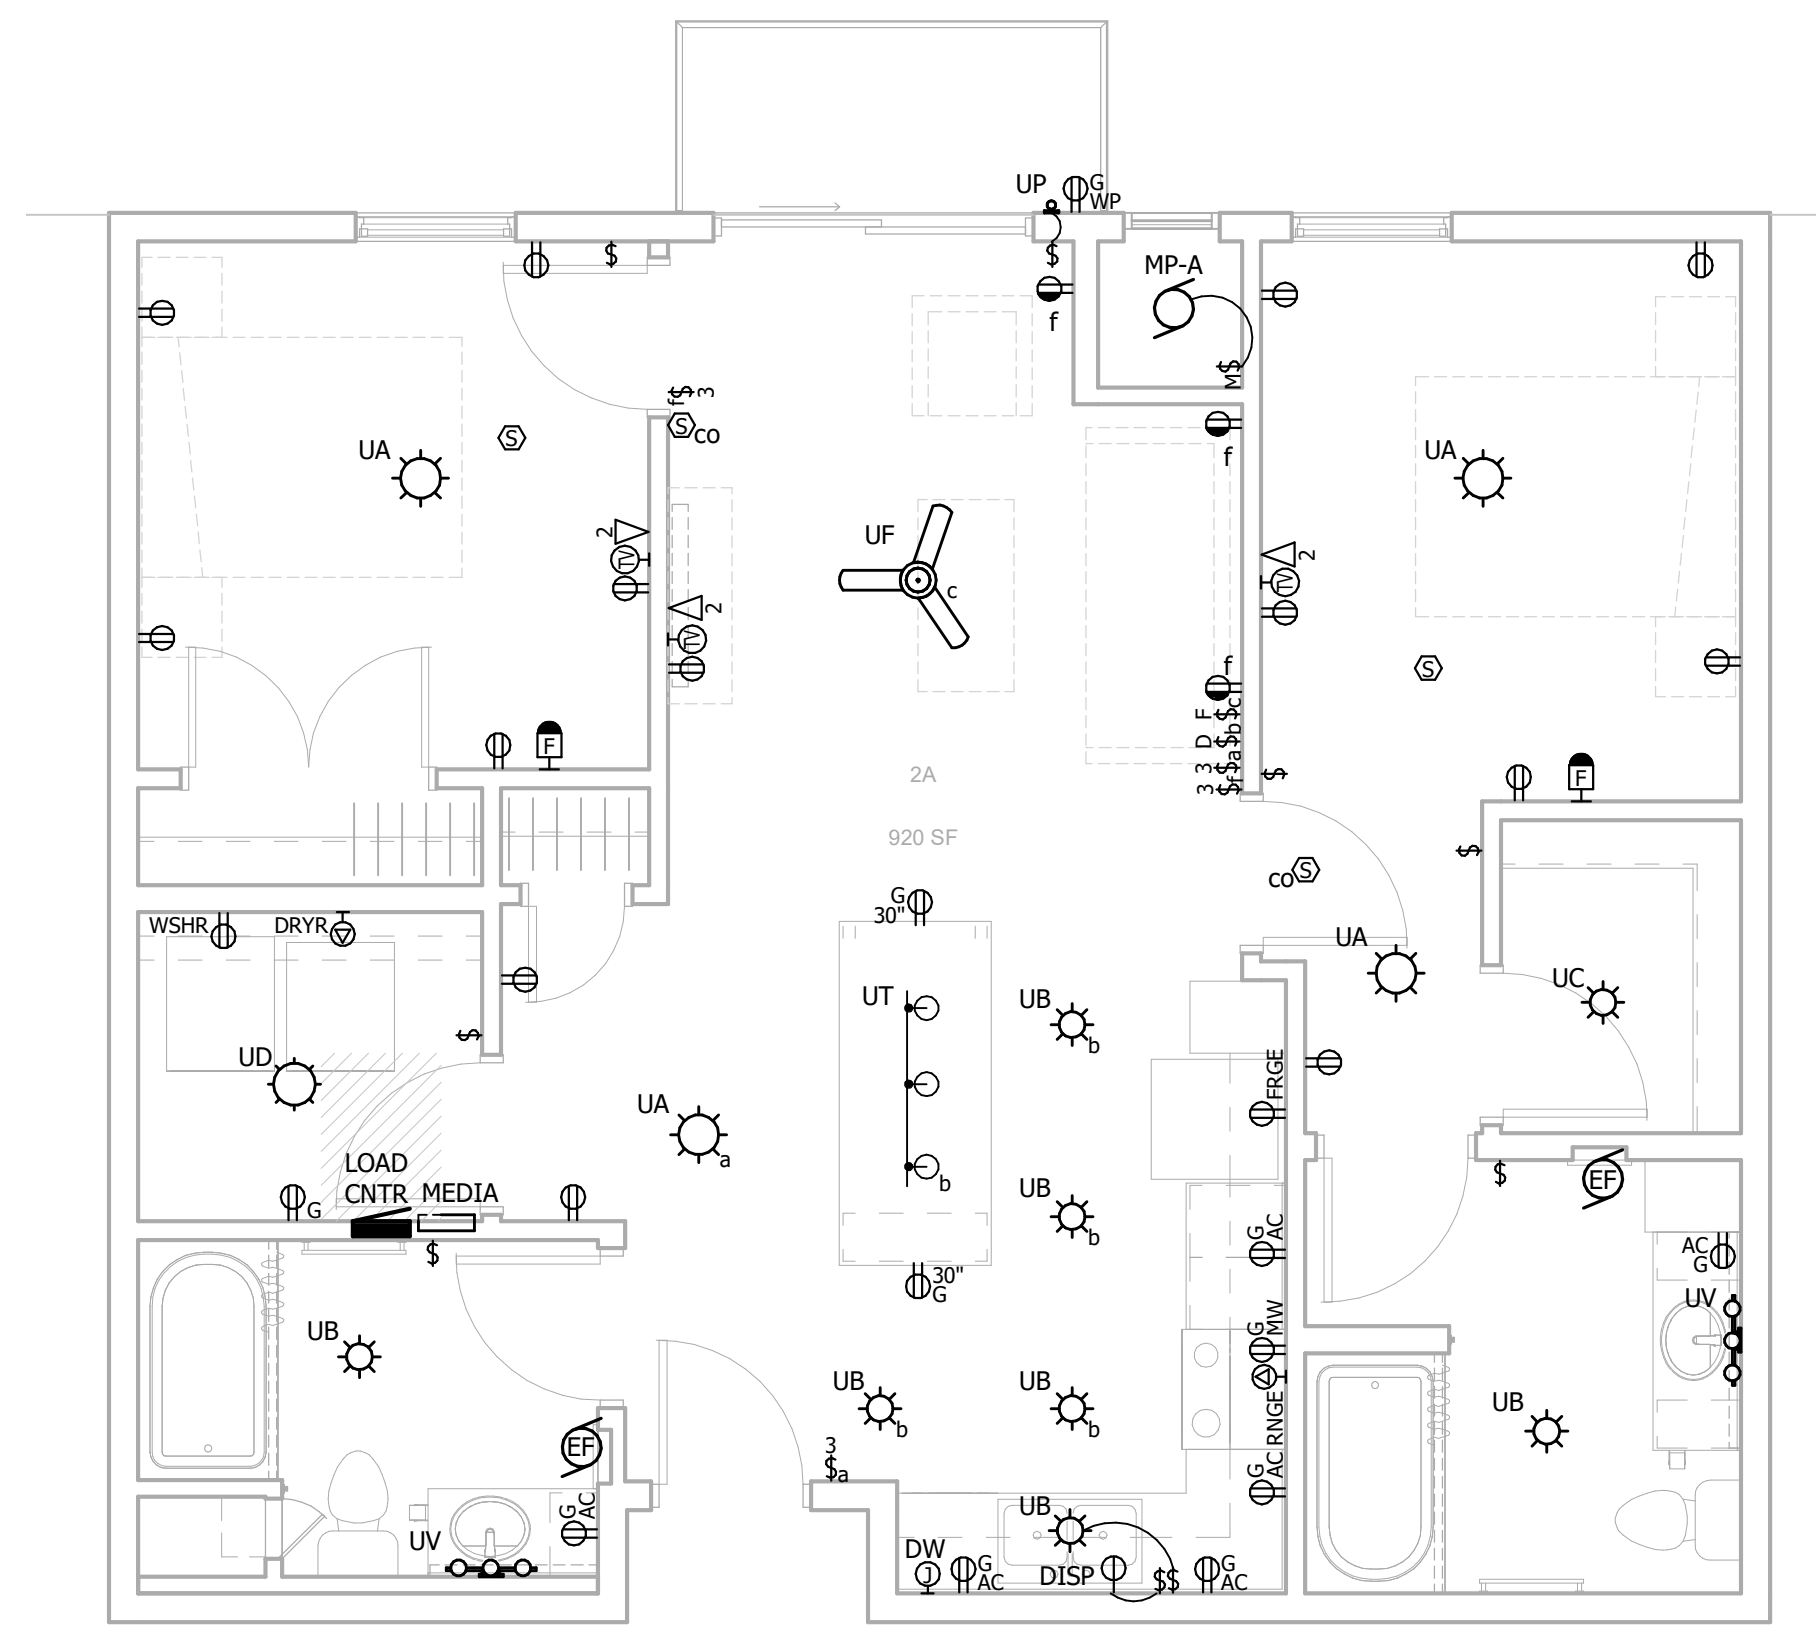 UP
G
WP
$
$
f
MP-A
M$
f$3
S
S co
f
UA
UA
2
TV
UF
c
2
TV
2
TV
S
f
F $c
D $b
3 $a
3 $f
$
F
F
2A
920 SF
$
co S
G
30"
WSHR
DRYR
UA
UC
UT
UB
b
$
UD
UA
a
FRGE
b
LOAD
CNTR
MEDIA
G
$
UB
b
$
EF
G
AC
AC
G
30"
G
UV
G
MW
UB
UB
b
UB
b
RNGE
UB
EF
3
$a
G
AC
G
AC
UV
UB
DW
J
G
AC
DISP
$$
G
AC